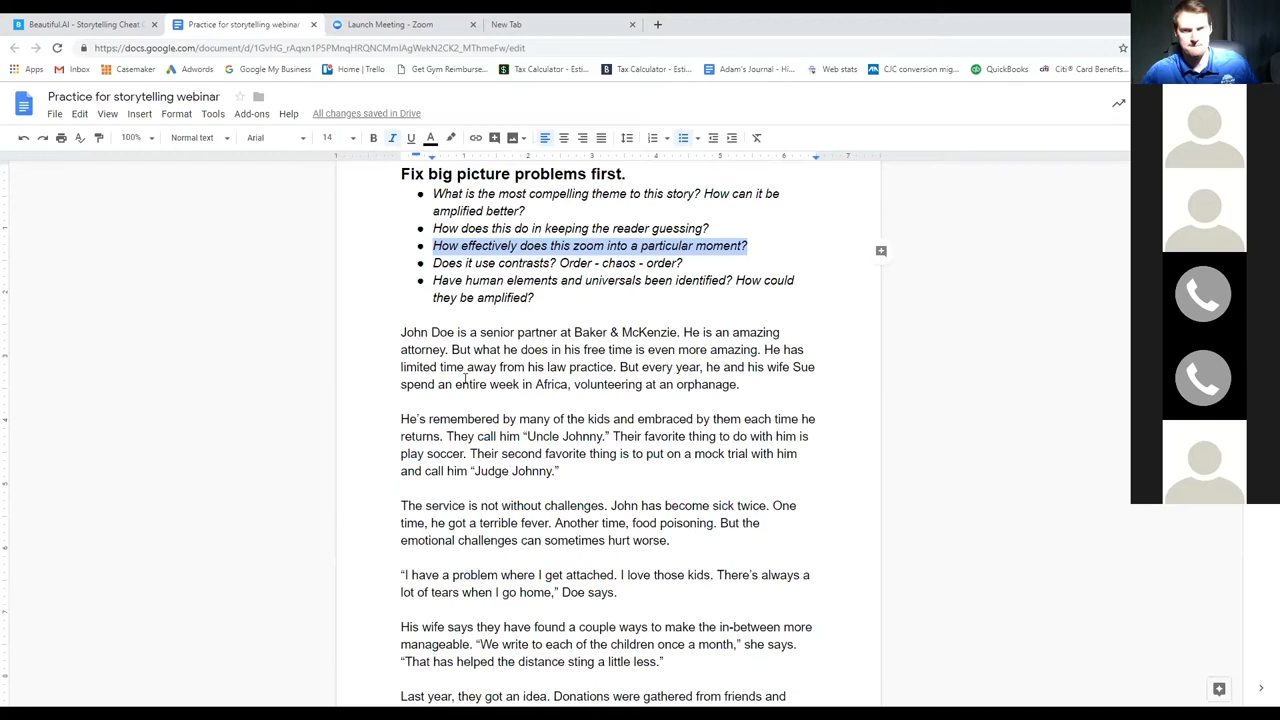 Beautiful.AI - Storytelling Cheat
Practice for storytelling webinar
Launch Meeting - Zoom
New Tab
https://docs.google.com/document/d/1GvHG_rAqxn1P5PMnqHRQNCMmIAgWekN2CK2_MThmeFw/edit
Apps
Inbox
Casemaker
Adwords
Google My Business
Home | Trello
Get Gym Reimburse...
Tax Calculator - Esti...
Tax Calculator - Esti...
Adam's Journal - Hi...
Web stats
CJC conversion mig...
QuickBooks
Citi® Card Benefits...
Practice for storytelling webinar
File Edit View Insert Format Tools Add-ons Help All changes saved in Drive
100% Normal text Arial 14 B I U A
1 1 2 3 4 5 6 7
Fix big picture problems first.
● What is the most compelling theme to this story? How can it be
amplified better?
● How does this do in keeping the reader guessing?
● How effectively does this zoom into a particular moment?
● Does it use contrasts? Order - chaos - order?
● Have human elements and universals been identified? How could
they be amplified?
John Doe is a senior partner at Baker & McKenzie. He is an amazing
attorney. But what he does in his free time is even more amazing. He has
limited time away from his law practice. But every year, he and his wife Sue
spend an entire week in Africa, volunteering at an orphanage.
He's remembered by many of the kids and embraced by them each time he
returns. They call him “Uncle Johnny.” Their favorite thing to do with him is
play soccer. Their second favorite thing is to put on a mock trial with him
and call him “Judge Johnny.”
The service is not without challenges. John has become sick twice. One
time, he got a terrible fever. Another time, food poisoning. But the
emotional challenges can sometimes hurt worse.
“I have a problem where I get attached. I love those kids. There's always a
lot of tears when I go home,” Doe says.
His wife says they have found a couple ways to make the in-between more
manageable. “We write to each of the children once a month,” she says.
“That has helped the distance sting a little less.”
Last year, they got an idea. Donations were gathered from friends and